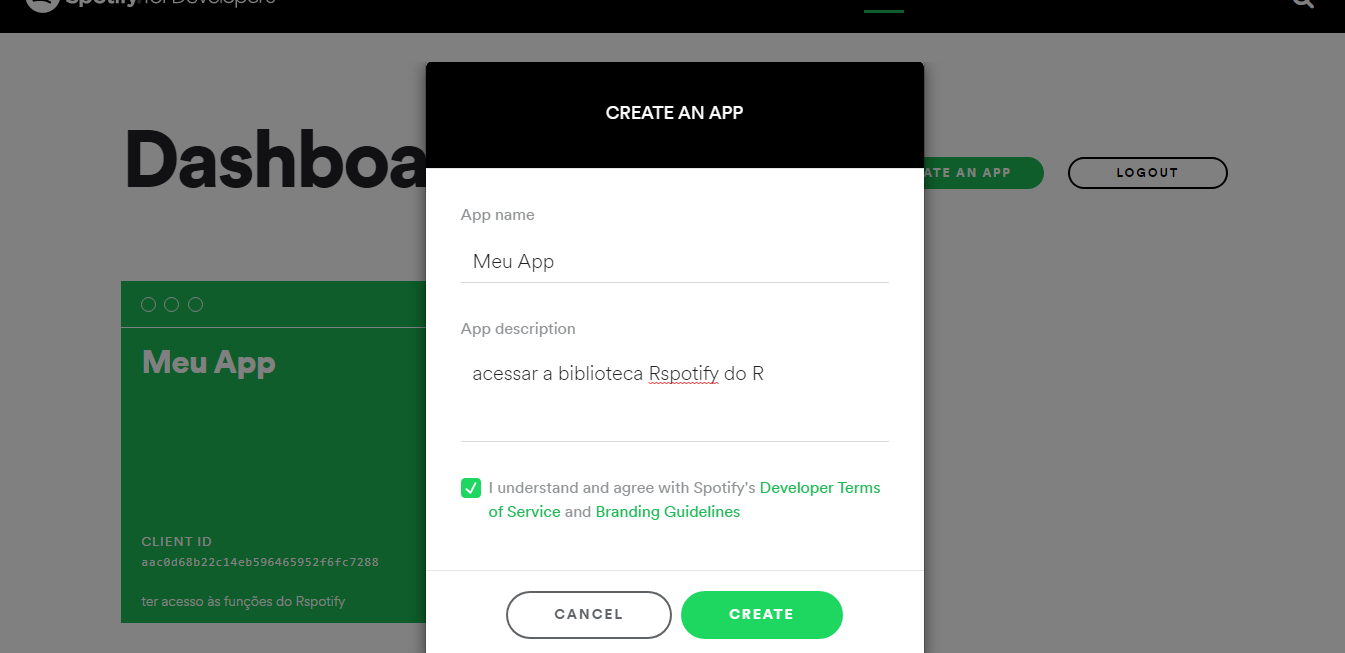 Spotify for Developers
CREATE AN APP
Dashboa
ATE AN APP
LOGOUT
App name
Meu App
App description
acessar a biblioteca Rspotify do R
I understand and agree with Spotify's Developer Terms
of Service and Branding Guidelines
CANCEL
CREATE
Meu App
CLIENT ID
aac0d68b22c14eb596465952f6fc7288
ter acesso às funções do Rspotify